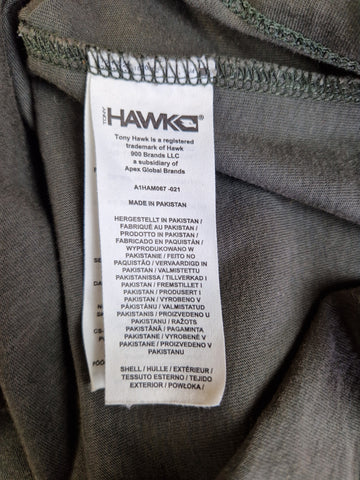 TONY
HAWK
Tony Hawk is a registered
trademark of Hawk
900 Brands LLC
a subsidiary of
Apex Global Brands
A1HAM067 -021
MADE IN PAKISTAN
HERGESTELLT IN PAKISTAN /
FABRIQUÉ AU PAKISTAN /
PRODOTTO IN PAKISTAN /
FABRICADO EN PAQUISTÁN /
WYPRODUKOWANO W
PAKISTANIE / FEITO NO
PAQUISTÃO / VERVAARDIGD IN
PAKISTAN / VALMISTETTU
PAKISTANISSA / TILLVERKAD I
PAKISTAN / FREMSTILLET I
PAKISTAN / PRODUSERT I
PAKISTAN / VYROBENO V
PÁKISTÁNU / VALMISTATUD
PAKISTANIS / PROIZVEDENO U
PAKISTANU / RAŽOTS
PAKISTĀNĀ / PAGAMINTA
PAKISTANE / VYROBENÉ V
PAKISTANE / PROIZVEDENO V
PAKISTANU
SHELL / HÜLLE / EXTÉRIEUR /
TESSUTO ESTERNO / TEJIDO
EXTERIOR / POWŁOKA /